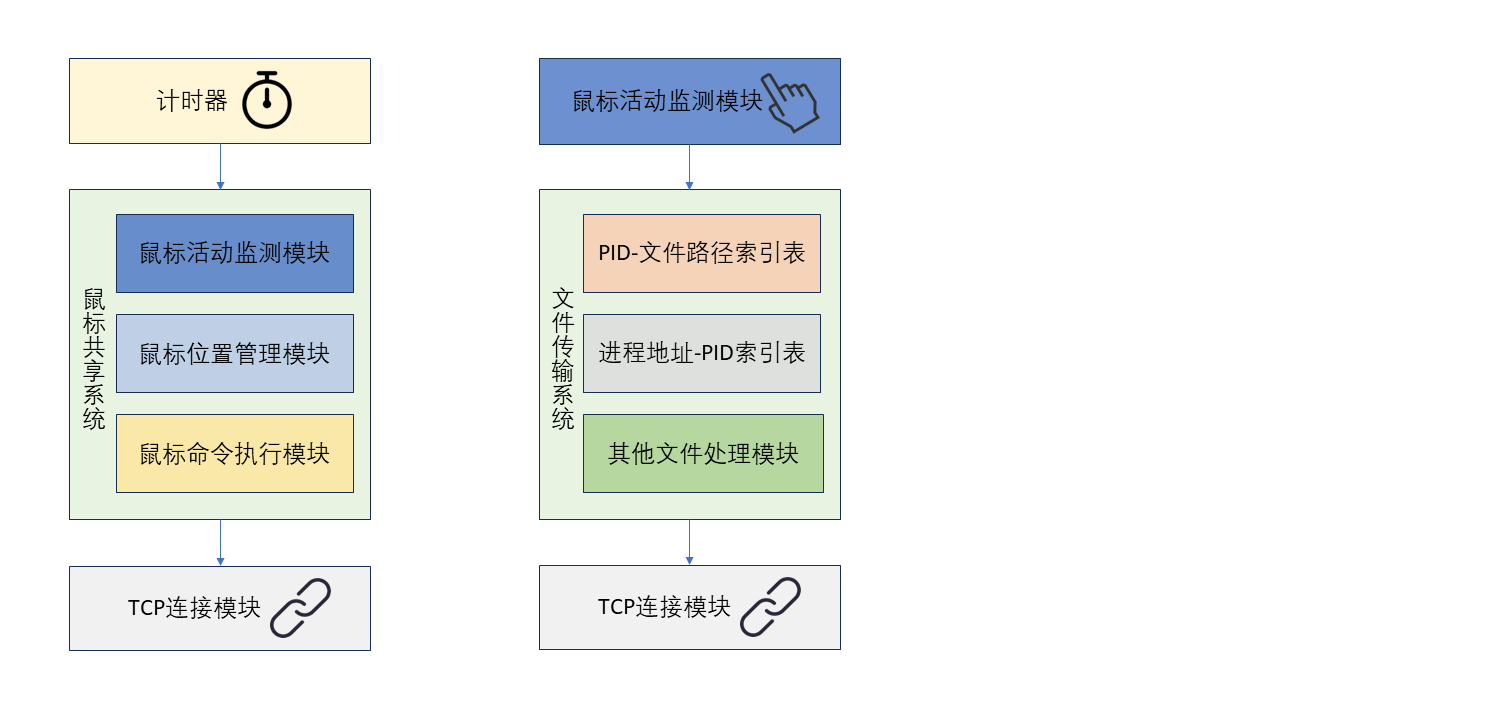 计时器
鼠标共享系统
鼠标活动监测模块
鼠标位置管理模块
鼠标命令执行模块
TCP连接模块
鼠标活动监测模块
文件传输系统
PID-文件路径索引表
进程地址-PID索引表
其他文件处理模块
TCP连接模块